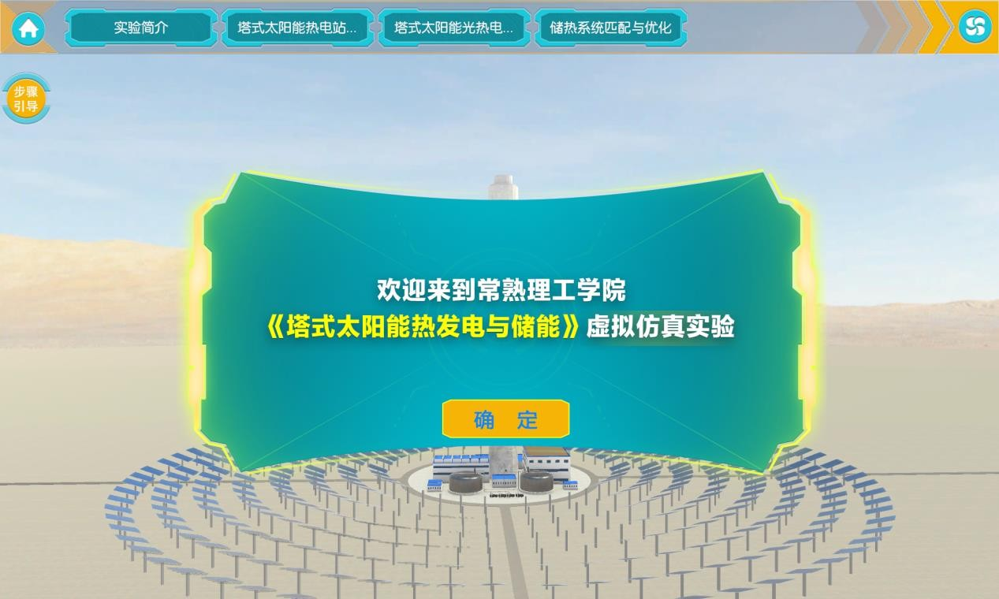 实验简介
塔式太阳能热电站...
塔式太阳能光热电...
储热系统匹配与优化
步骤
引导
欢迎来到常熟理工学院
《塔式太阳能热发电与储能》虚拟仿真实验
确 定